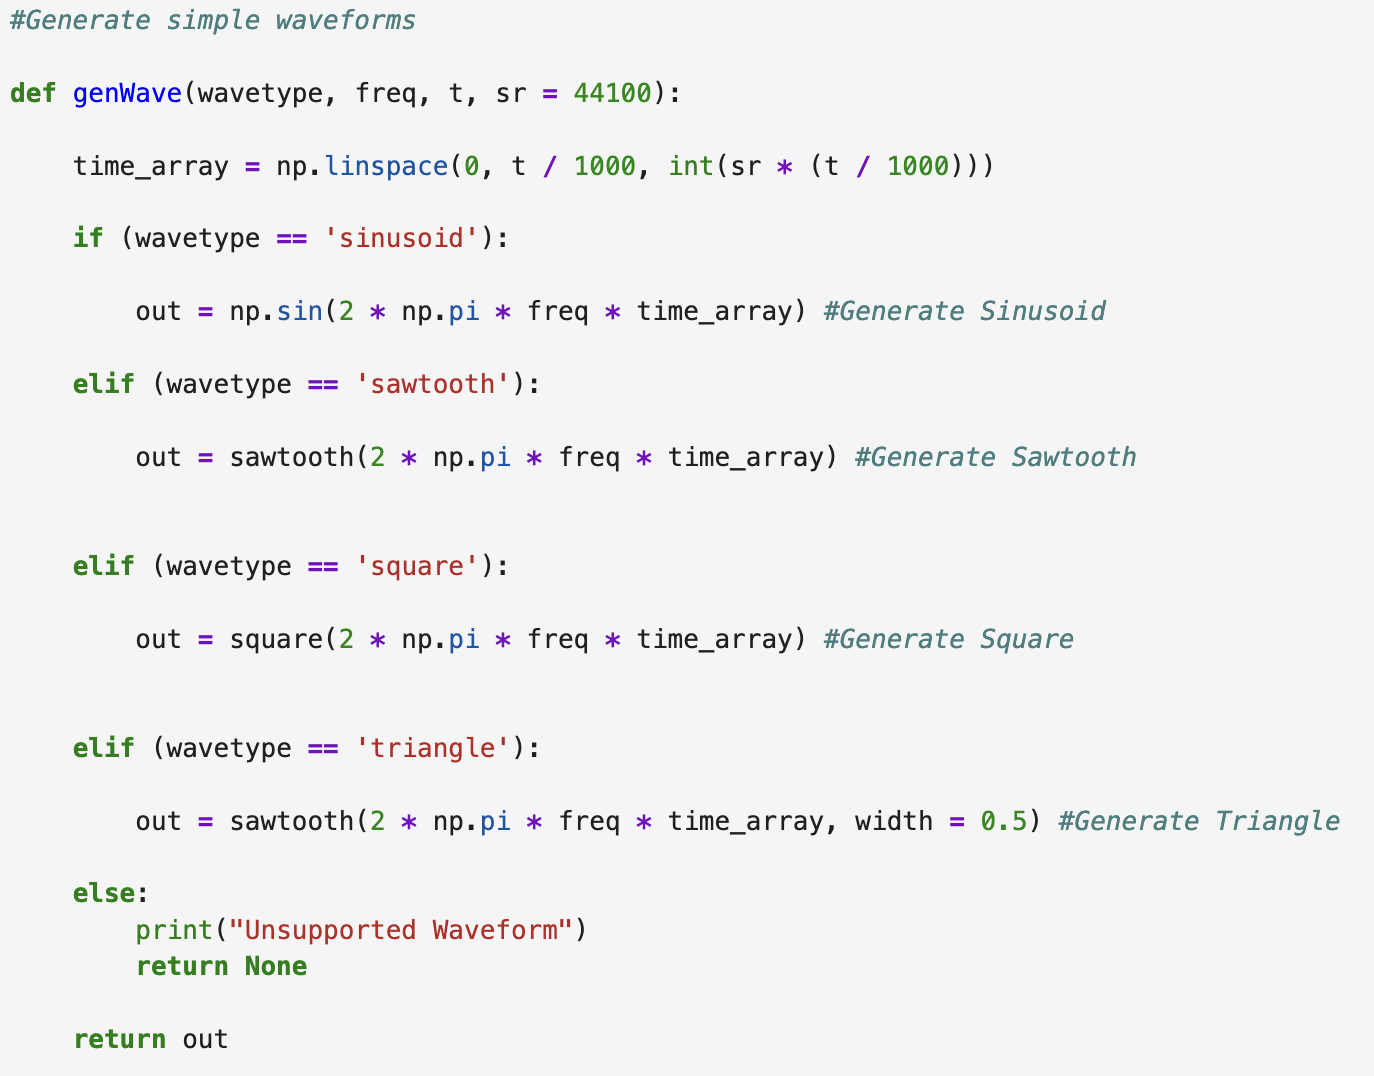 #Generate simple waveforms
def genWave(wavetype, freq, t, sr = 44100):
    time_array = np.linspace(0, t / 1000, int(sr * (t / 1000)))
    if (wavetype == 'sinusoid'):
        out = np.sin(2 * np.pi * freq * time_array) #Generate Sinusoid
    elif (wavetype == 'sawtooth'):
        out = sawtooth(2 * np.pi * freq * time_array) #Generate Sawtooth
    elif (wavetype == 'square'):
        out = square(2 * np.pi * freq * time_array) #Generate Square
    elif (wavetype == 'triangle'):
        out = sawtooth(2 * np.pi * freq * time_array, width = 0.5) #Generate Triangle
    else:
        print("Unsupported Waveform")
        return None
    return out